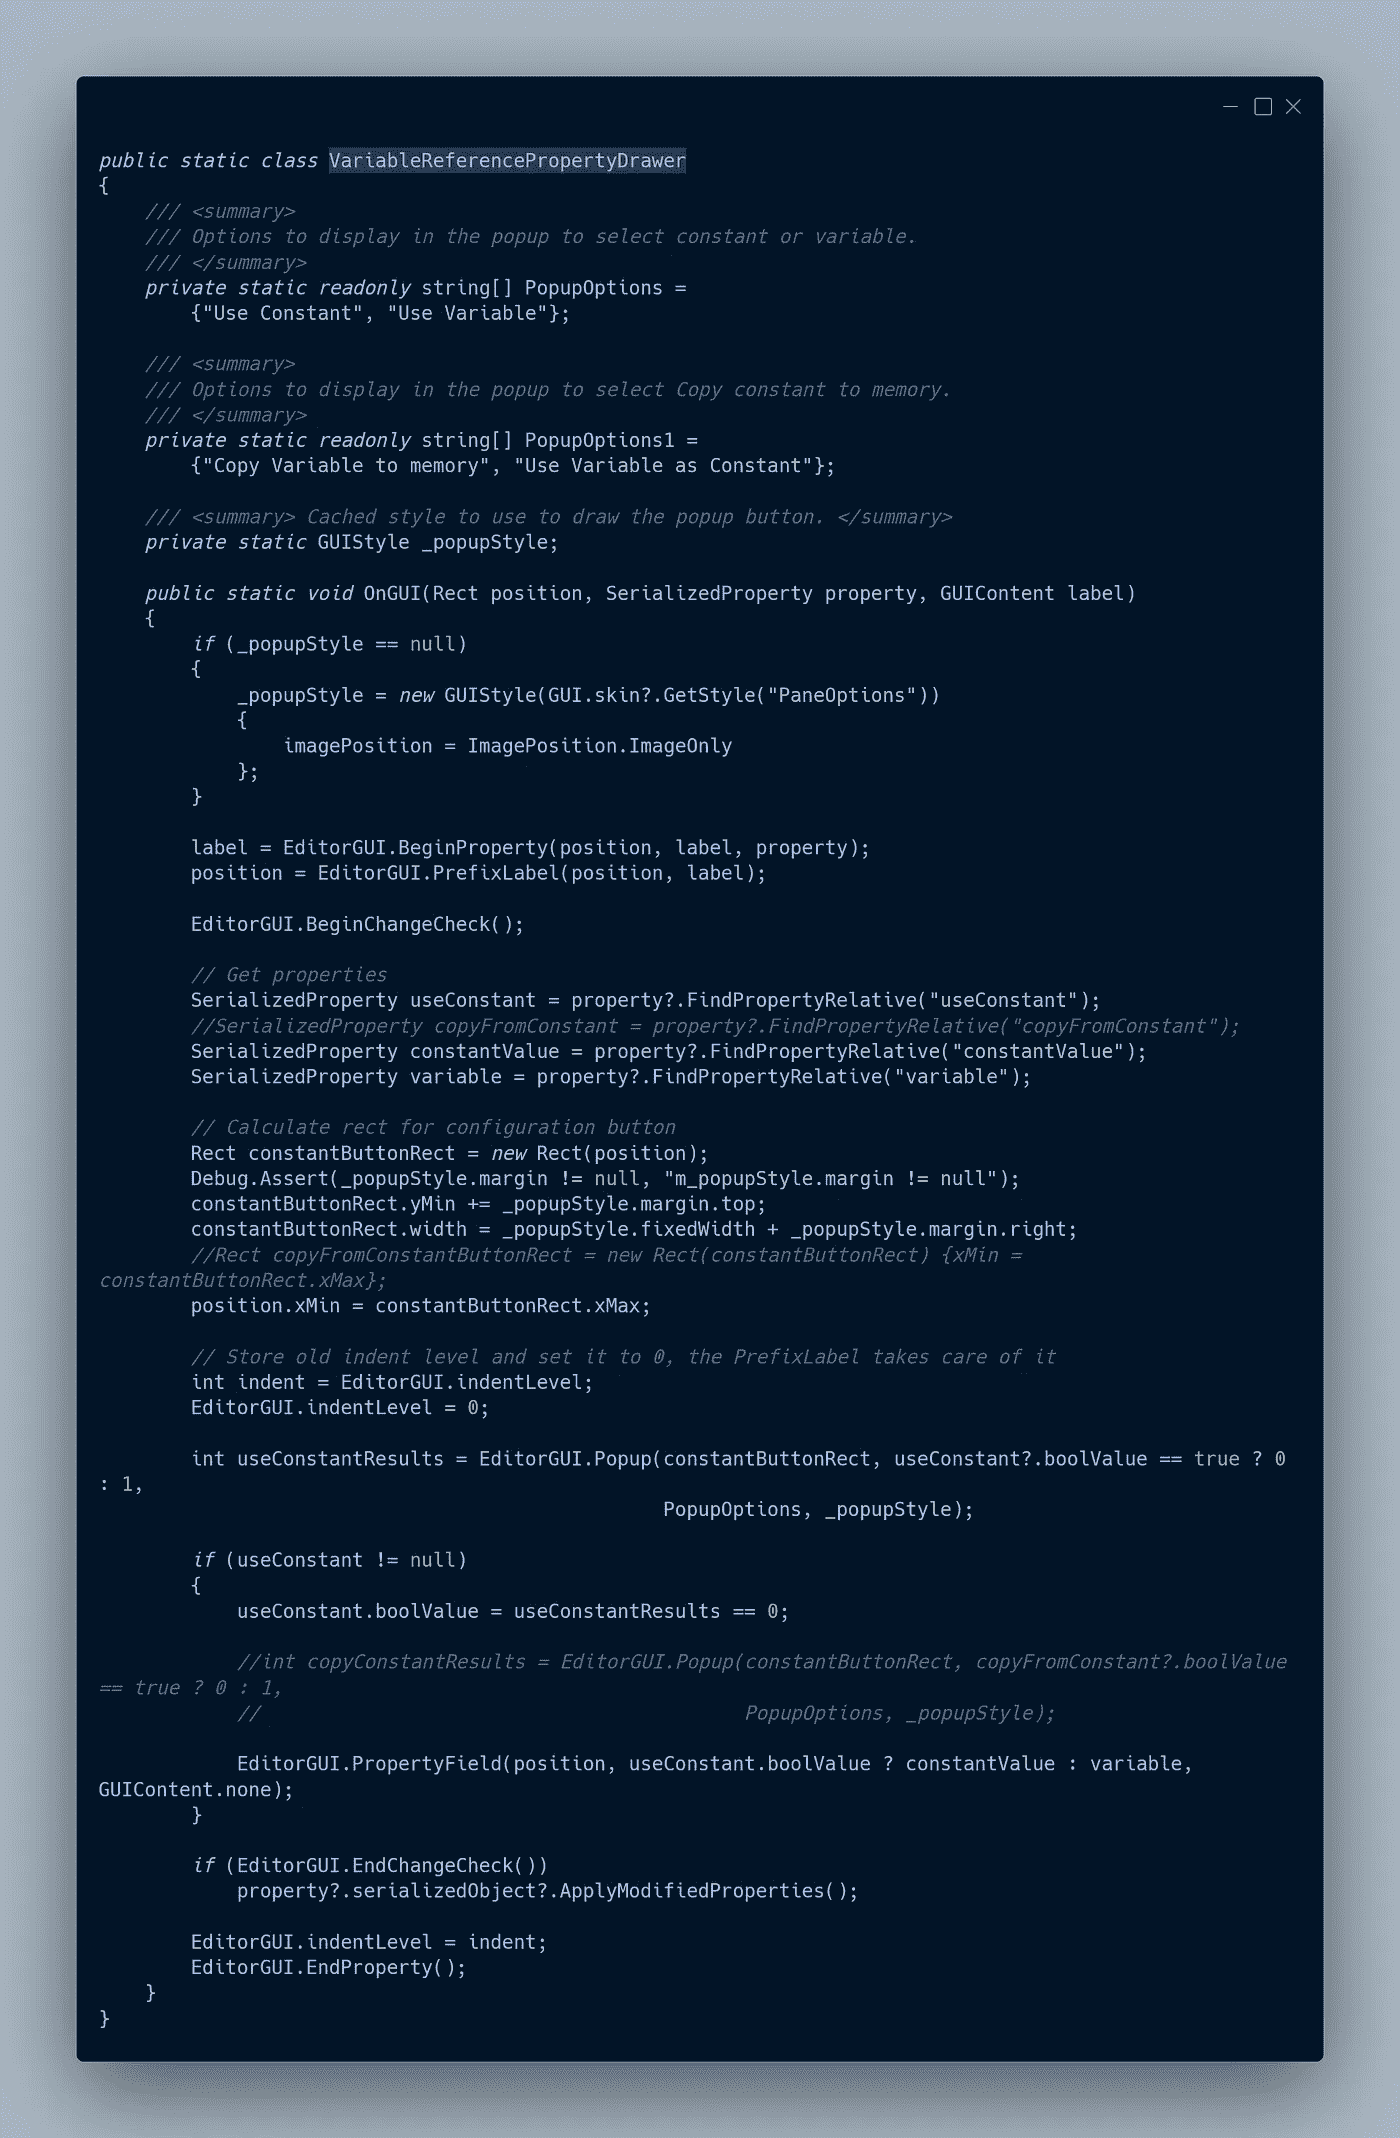 public static class VariableReferencePropertyDrawer
{
    /// <summary>
    /// Options to display in the popup to select constant or variable.
    /// </summary>
    private static readonly string[] PopupOptions =
        {"Use Constant", "Use Variable"};

    /// <summary>
    /// Options to display in the popup to select Copy constant to memory.
    /// </summary>
    private static readonly string[] PopupOptions1 =
        {"Copy Variable to memory", "Use Variable as Constant"};

    /// <summary> Cached style to use to draw the popup button. </summary>
    private static GUIStyle _popupStyle;

    public static void OnGUI(Rect position, SerializedProperty property, GUIContent label)
    {
        if (_popupStyle == null)
        {
            _popupStyle = new GUIStyle(GUI.skin?.GetStyle("PaneOptions"))
            {
                imagePosition = ImagePosition.ImageOnly
            };
        }

        label = EditorGUI.BeginProperty(position, label, property);
        position = EditorGUI.PrefixLabel(position, label);

        EditorGUI.BeginChangeCheck();

        // Get properties
        SerializedProperty useConstant = property?.FindPropertyRelative("useConstant");
        //SerializedProperty copyFromConstant = property?.FindPropertyRelative("copyFromConstant");
        SerializedProperty constantValue = property?.FindPropertyRelative("constantValue");
        SerializedProperty variable = property?.FindPropertyRelative("variable");

        // Calculate rect for configuration button
        Rect constantButtonRect = new Rect(position);
        Debug.Assert(_popupStyle.margin != null, "m_popupStyle.margin != null");
        constantButtonRect.yMin += _popupStyle.margin.top;
        constantButtonRect.width = _popupStyle.fixedWidth + _popupStyle.margin.right;
        //Rect copyFromConstantButtonRect = new Rect(constantButtonRect) {xMin =
constantButtonRect.xMax};
        position.xMin = constantButtonRect.xMax;

        // Store old indent level and set it to 0, the PrefixLabel takes care of it
        int indent = EditorGUI.indentLevel;
        EditorGUI.indentLevel = 0;

        int useConstantResults = EditorGUI.Popup(constantButtonRect, useConstant?.boolValue == true ? 0
: 1,
                                                 PopupOptions, _popupStyle);

        if (useConstant != null)
        {
            useConstant.boolValue = useConstantResults == 0;

            //int copyConstantResults = EditorGUI.Popup(constantButtonRect, copyFromConstant?.boolValue
== true ? 0 : 1,
            //                                          PopupOptions, _popupStyle);

            EditorGUI.PropertyField(position, useConstant.boolValue ? constantValue : variable,
GUIContent.none);
        }

        if (EditorGUI.EndChangeCheck())
            property?.serializedObject?.ApplyModifiedProperties();

        EditorGUI.indentLevel = indent;
        EditorGUI.EndProperty();
    }
}